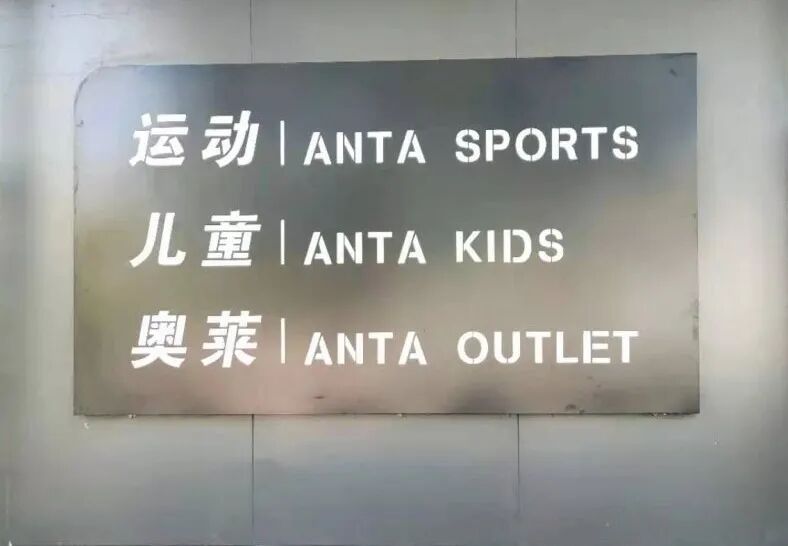 运动 | ANTA SPORTS
儿童 | ANTA KIDS
奥莱 | ANTA OUTLET